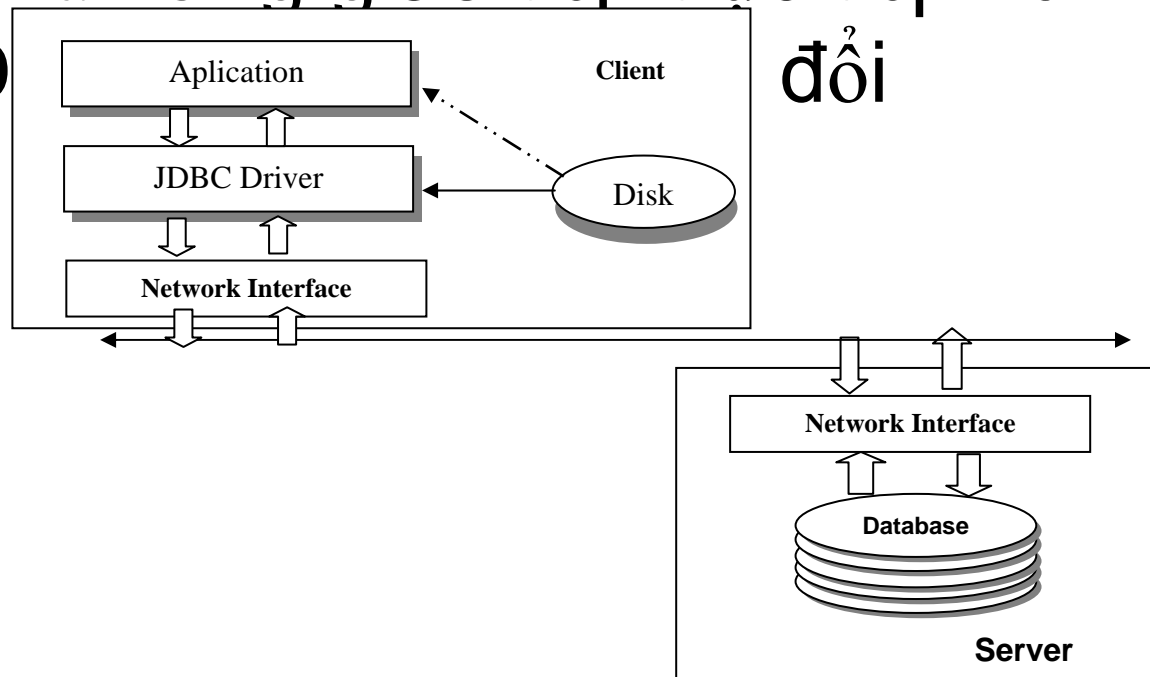 đổi
Aplication
Client
JDBC Driver
Disk
Network Interface
Network Interface
Database
Server